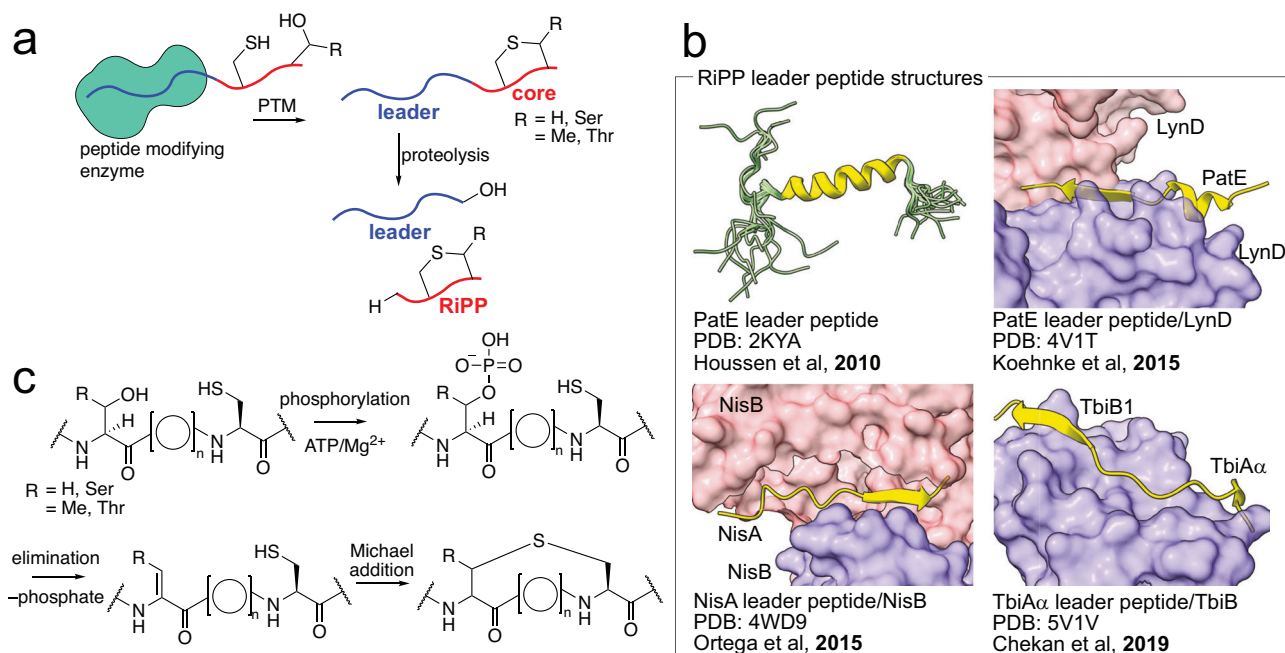 a
HO
R
SH
peptide modifying
enzyme
PTM
S
R
core
leader
R = H, Ser
= Me, Thr
proteolysis
OH
leader
S
R
H
RiPP
b
RiPP leader peptide structures
PatE leader peptide
PDB: 2KYA
Houssen et al, 2010
LynD
PatE
LynD
PatE leader peptide/LynD
PDB: 4V1T
Koehnke et al, 2015
NisB
NisA
NisB
NisA leader peptide/NisB
PDB: 4WD9
Ortega et al, 2015
TbiB1
TbiAα
TbiAα leader peptide/TbiB
PDB: 5V1V
Chekan et al, 2019
c
R OH
HS
H
N
H
O
n
N
H
O
R = H, Ser
= Me, Thr
phosphorylation
ATP/Mg2+
OH
O−P=O
R O
HS
H
N
H
O
n
N
H
O
elimination
–phosphate
R
HS
N
H
O
n
N
H
O
Michael
addition
R
S
N
H
O
n
N
H
O